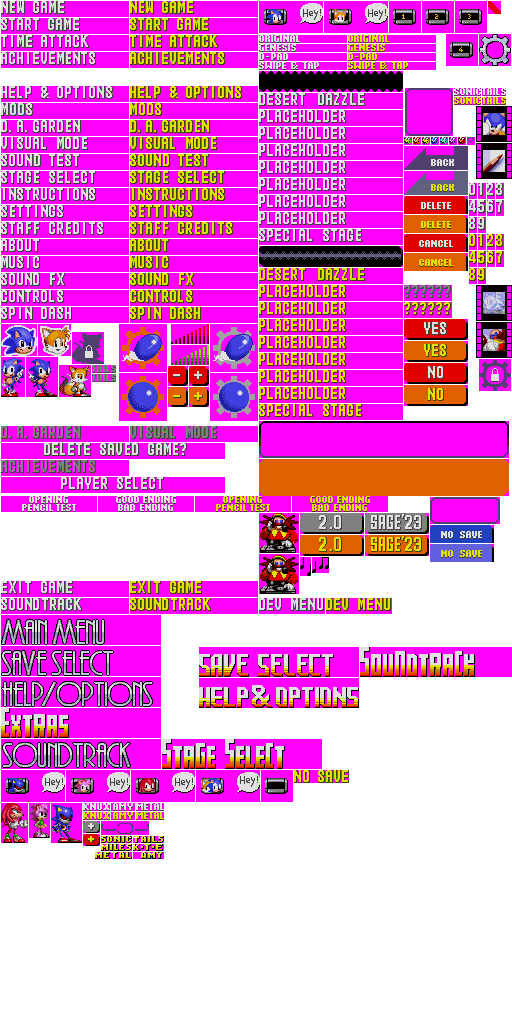 NEW GAME NEW GAME
START GAME START GAME
TIME ATTACK TIME ATTACK
ACHIEVEMENTS ACHIEVEMENTS
HELP & OPTIONS HELP & OPTIONS
MODS MODS
D. A. GARDEN D. A. GARDEN
VISUAL MODE VISUAL MODE
SOUND TEST SOUND TEST
STAGE SELECT STAGE SELECT
INSTRUCTIONS INSTRUCTIONS
SETTINGS SETTINGS
STAFF CREDITS STAFF CREDITS
ABOUT ABOUT
MUSIC MUSIC
SOUND FX SOUND FX
CONTROLS CONTROLS
SPIN DASH SPIN DASH
Hey! Hey! 1 2 3
4
ORIGINAL ORIGINAL
GENESIS GENESIS
D-PAD D-PAD
SWIPE & TAP SWIPE & TAP
DESERT DAZZLE
PLACEHOLDER
PLACEHOLDER
PLACEHOLDER
PLACEHOLDER
PLACEHOLDER
PLACEHOLDER
PLACEHOLDER
SPECIAL STAGE
DESERT DAZZLE
PLACEHOLDER
PLACEHOLDER
PLACEHOLDER
PLACEHOLDER
PLACEHOLDER
PLACEHOLDER
PLACEHOLDER
SPECIAL STAGE
SONIC TAILS
SONIC TAILS
BACK
BACK
DELETE
DELETE
CANCEL
CANCEL
0123
4567
89
0123
4567
89
??????
??????
YES
YES
NO
NO
- +
- +
D. A. GARDEN VISUAL MODE
DELETE SAVED GAME?
ACHIEVEMENTS
PLAYER SELECT
OPENING GOOD ENDING OPENING GOOD ENDING
PENCIL TEST BAD ENDING PENCIL TEST BAD ENDING
2.0 SAGE'23
2.0 SAGE'23
NO SAVE
NO SAVE
EXIT GAME EXIT GAME
SOUNDTRACK SOUNDTRACK
DEV MENU DEV MENU
MAIN MENU
SAVE SELECT
HELP/OPTIONS
EXTRAS
SOUNDTRACK
SAVE SELECT SOUNDTRACK
HELP & OPTIONS
STAGE SELECT
Hey! Hey! Hey! Hey!
NO SAVE
KNUX AMY METAL
KNUX AMY METAL
+
+
SONIC TAILS
MILES K-T-E
METAL AMY